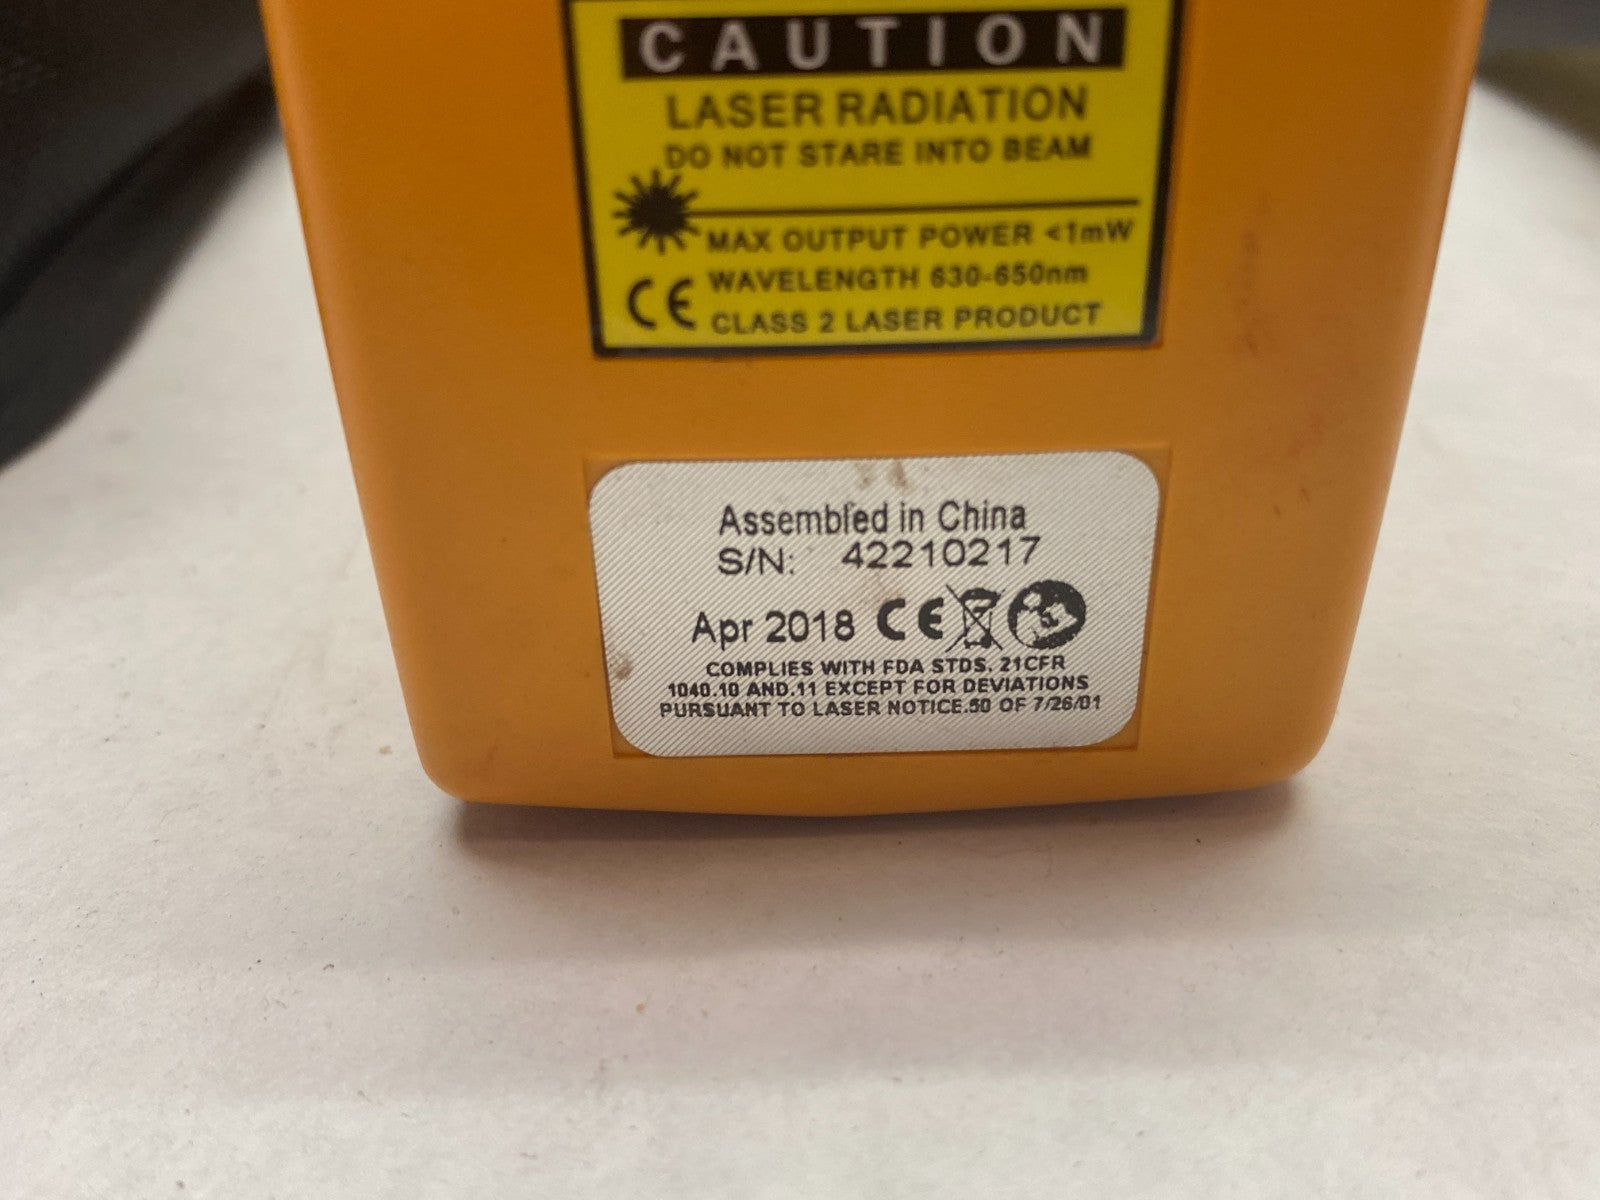 CAUTION
LASER RADIATION
DO NOT STARE INTO BEAM
MAX OUTPUT POWER <1mW
WAVELENGTH 630-650nm
CE CLASS 2 LASER PRODUCT
Assembled in China
S/N: 42210217
Apr 2018 CE
COMPLIES WITH FDA STDS. 21CFR
1040.10 AND.11 EXCEPT FOR DEVIATIONS
PURSUANT TO LASER NOTICE.50 OF 7/26/01